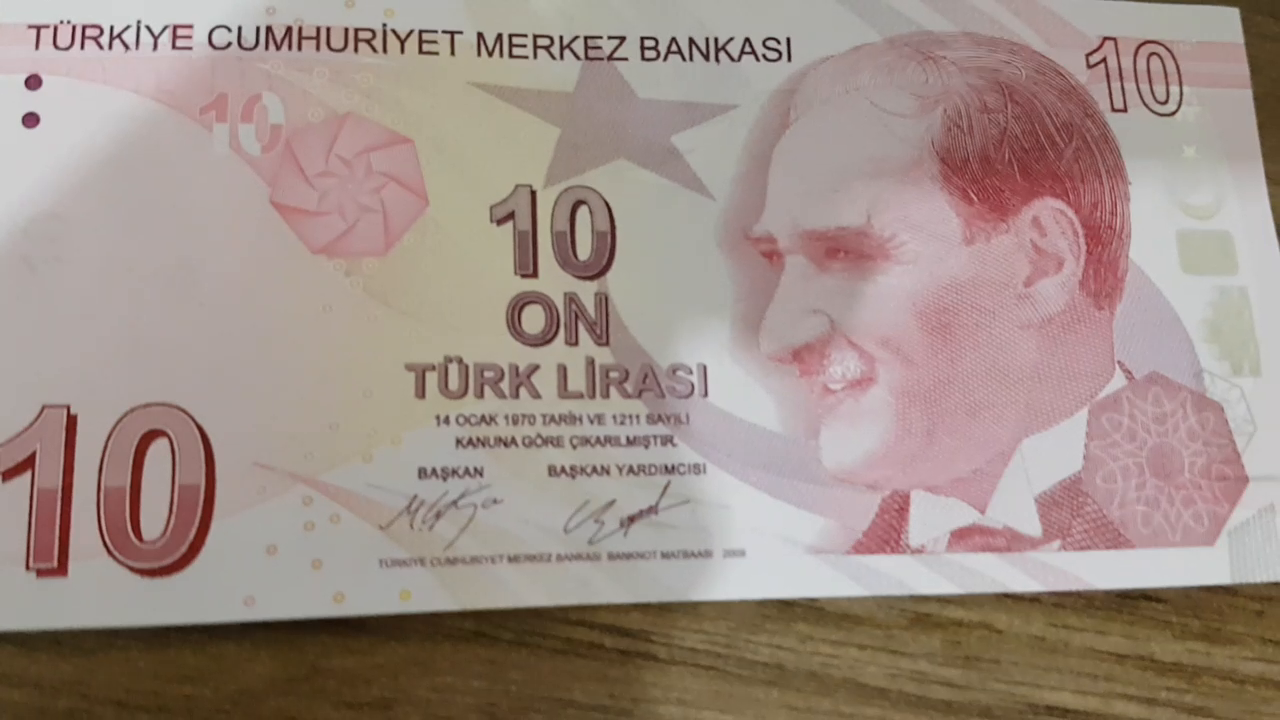 TÜRKİYE CUMHURİYET MERKEZ BANKASI
10
10
10
ON
TÜRK LİRASI
14 OCAK 1970 TARİH VE 1211 SAYILI
KANUNA GÖRE ÇIKARILMIŞTIR.
BAŞKAN BAŞKAN YARDIMCISI
10
TÜRKİYE CUMHURİYET MERKEZ BANKASI BANKNOT MATBAASI 2009